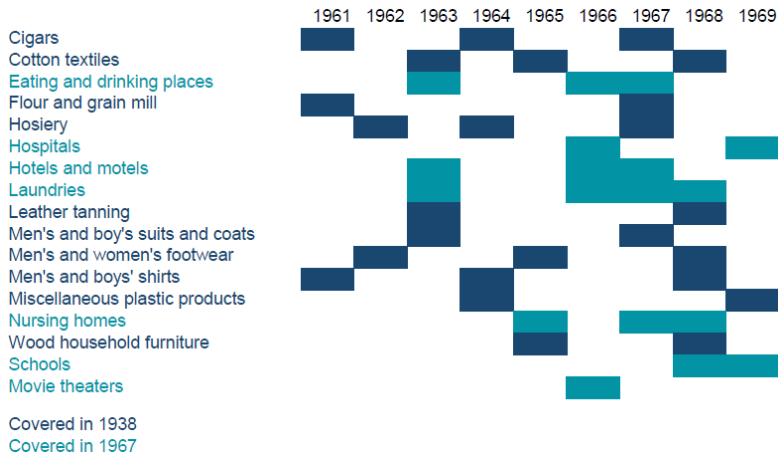 1961 1962 1963 1964 1965 1966 1967 1968 1969
Cigars
Cotton textiles
Eating and drinking places
Flour and grain mill
Hosiery
Hospitals
Hotels and motels
Laundries
Leather tanning
Men's and boy's suits and coats
Men's and women's footwear
Men's and boys' shirts
Miscellaneous plastic products
Nursing homes
Wood household furniture
Schools
Movie theaters
Covered in 1938
Covered in 1967